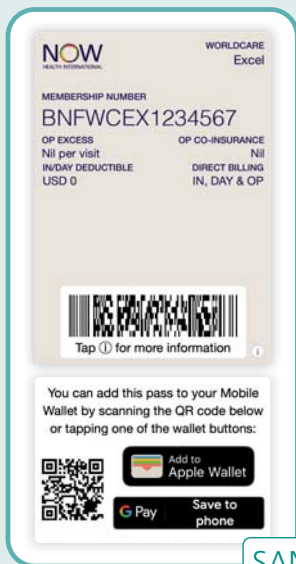 NOW
HEALTH INTERNATIONAL
WORLDCARE
Excel
MEMBERSHIP NUMBER
BNFWCEX1234567
OP EXCESS
Nil per visit
OP CO-INSURANCE
Nil
IN/DAY DEDUCTIBLE
USD 0
DIRECT BILLING
IN, DAY & OP
Tap ⓘ for more information
You can add this pass to your Mobile
Wallet by scanning the QR code below
or tapping one of the wallet buttons:
Add to
Apple Wallet
G Pay
Save to
phone